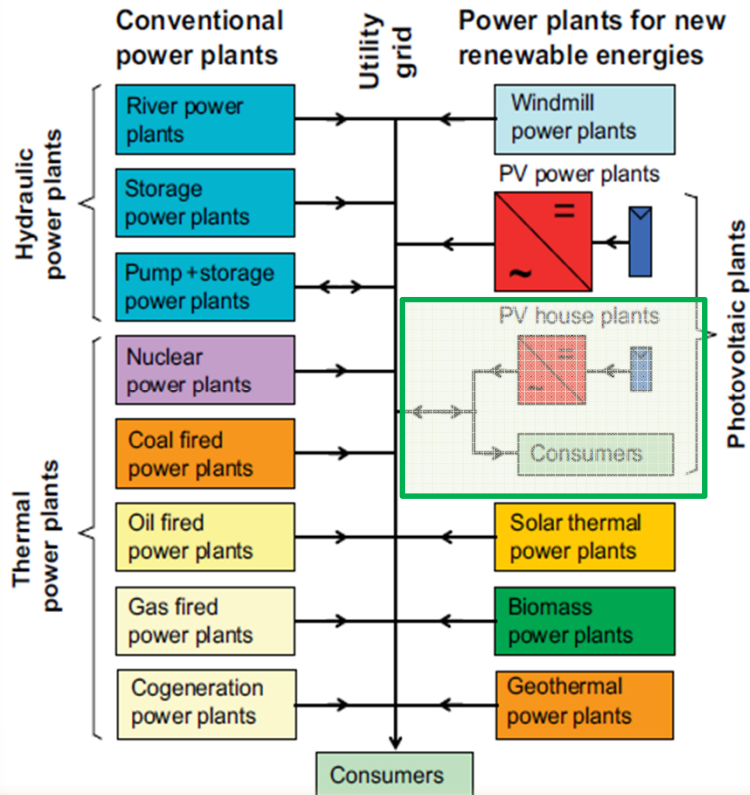 Conventional
power plants
Utility
grid
Power plants for new
renewable energies
Hydraulic
power plants
River power
plants
Storage
power plants
Pump+storage
power plants
Thermal
power plants
Nuclear
power plants
Coal fired
power plants
Oil fired
power plants
Gas fired
power plants
Cogeneration
power plants
Windmill
power plants
PV power plants
=
~
PV house plants
=
~
Consumers
Photovoltaic plants
Solar thermal
power plants
Biomass
power plants
Geothermal
power plants
Consumers